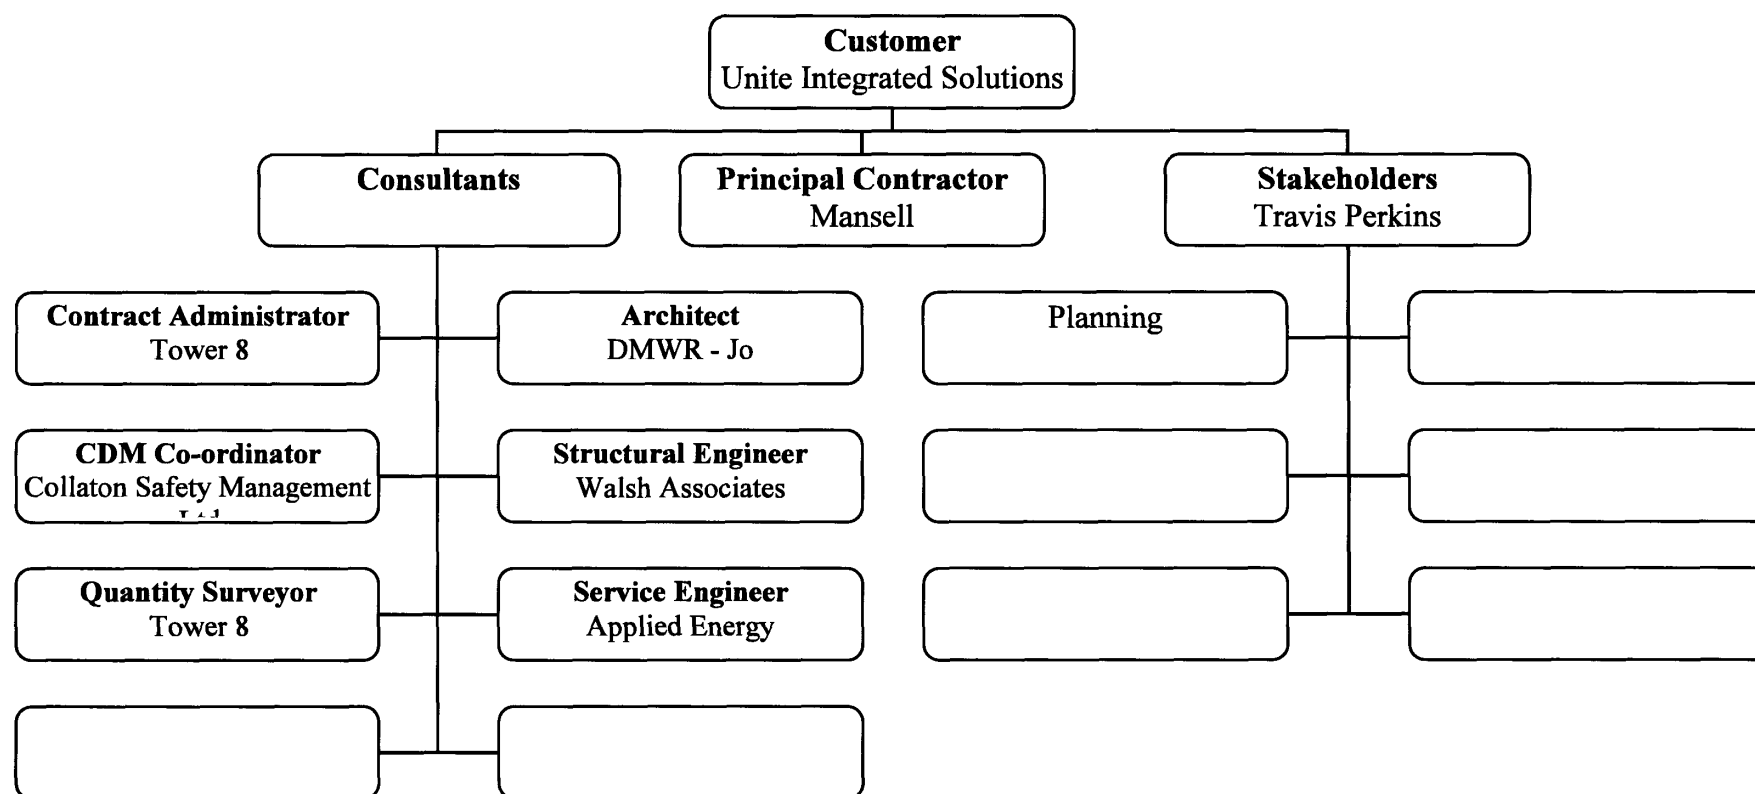 Customer
Unite Integrated Solutions
Consultants
Principal Contractor
Mansell
Stakeholders
Travis Perkins
Contract Administrator
Tower 8
Architect
DMWR - Jo
Planning
CDM Co-ordinator
Collaton Safety Management
Structural Engineer
Walsh Associates
Quantity Surveyor
Tower 8
Service Engineer
Applied Energy